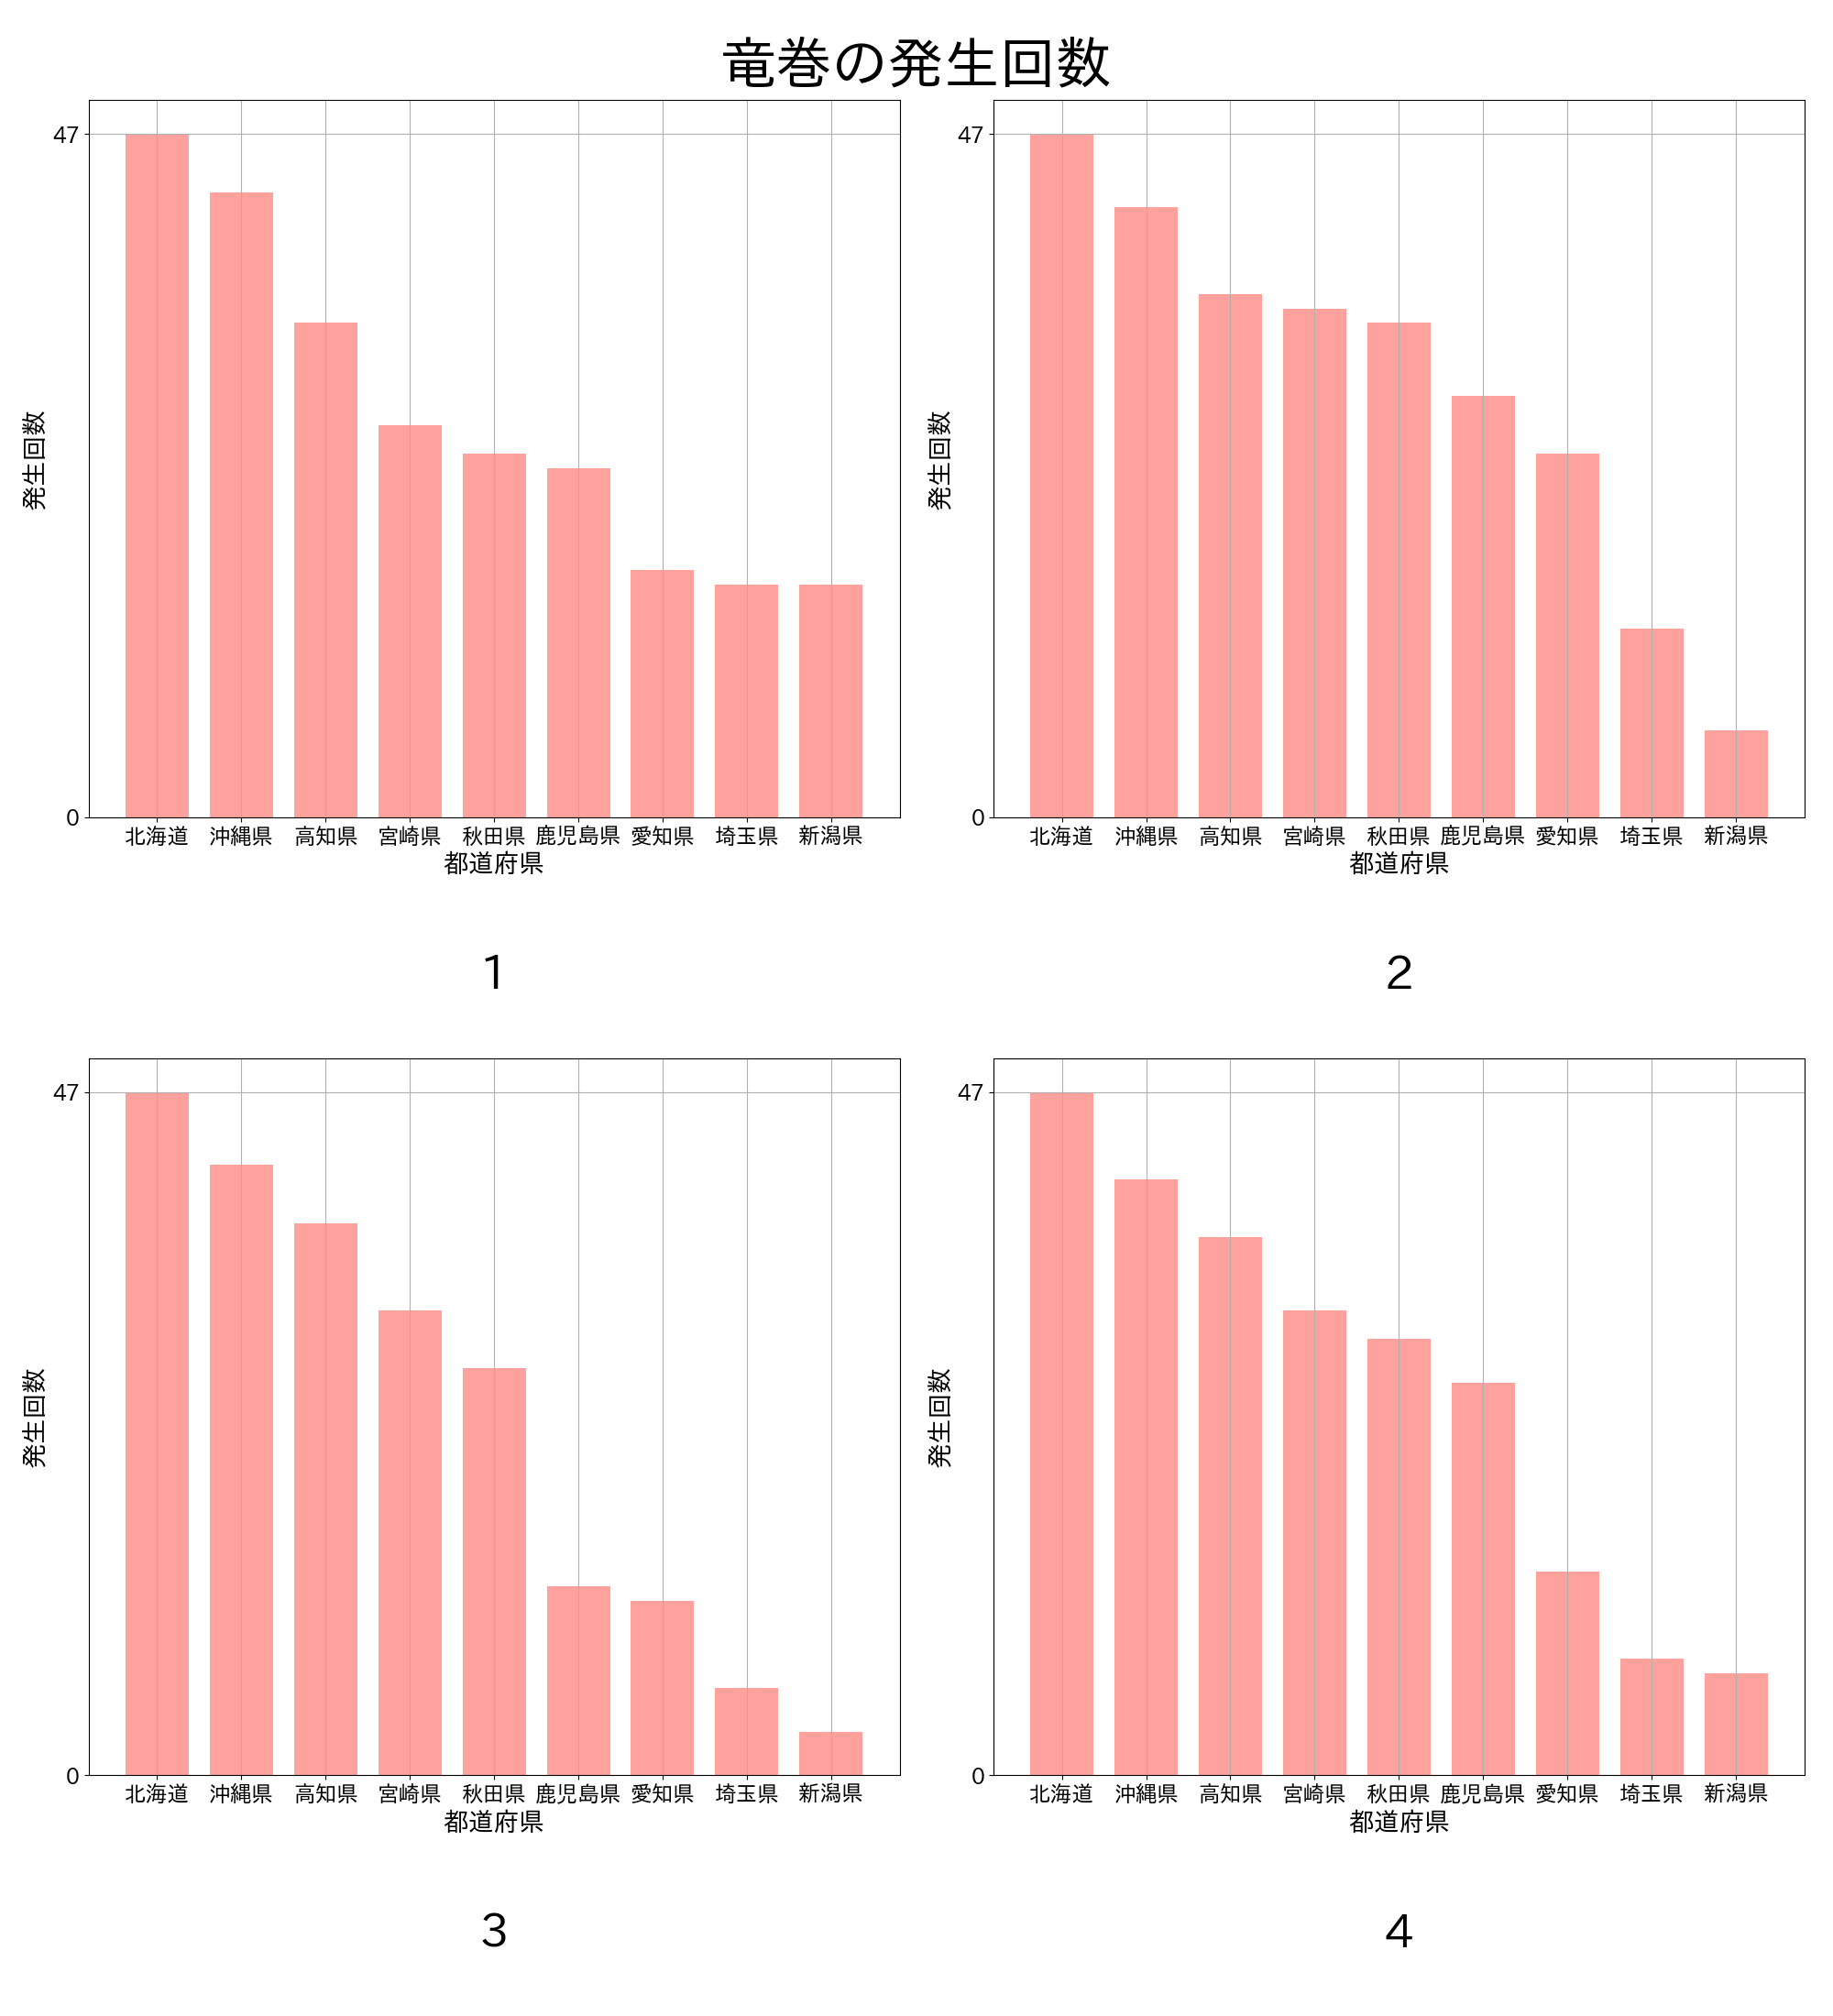 竜巻の発生回数
47
0
発生回数
北海道 沖縄県 高知県 宮崎県 秋田県 鹿児島県 愛知県 埼玉県 新潟県
都道府県
1
47
0
発生回数
北海道 沖縄県 高知県 宮崎県 秋田県 鹿児島県 愛知県 埼玉県 新潟県
都道府県
2
47
0
発生回数
北海道 沖縄県 高知県 宮崎県 秋田県 鹿児島県 愛知県 埼玉県 新潟県
都道府県
3
47
0
発生回数
北海道 沖縄県 高知県 宮崎県 秋田県 鹿児島県 愛知県 埼玉県 新潟県
都道府県
4